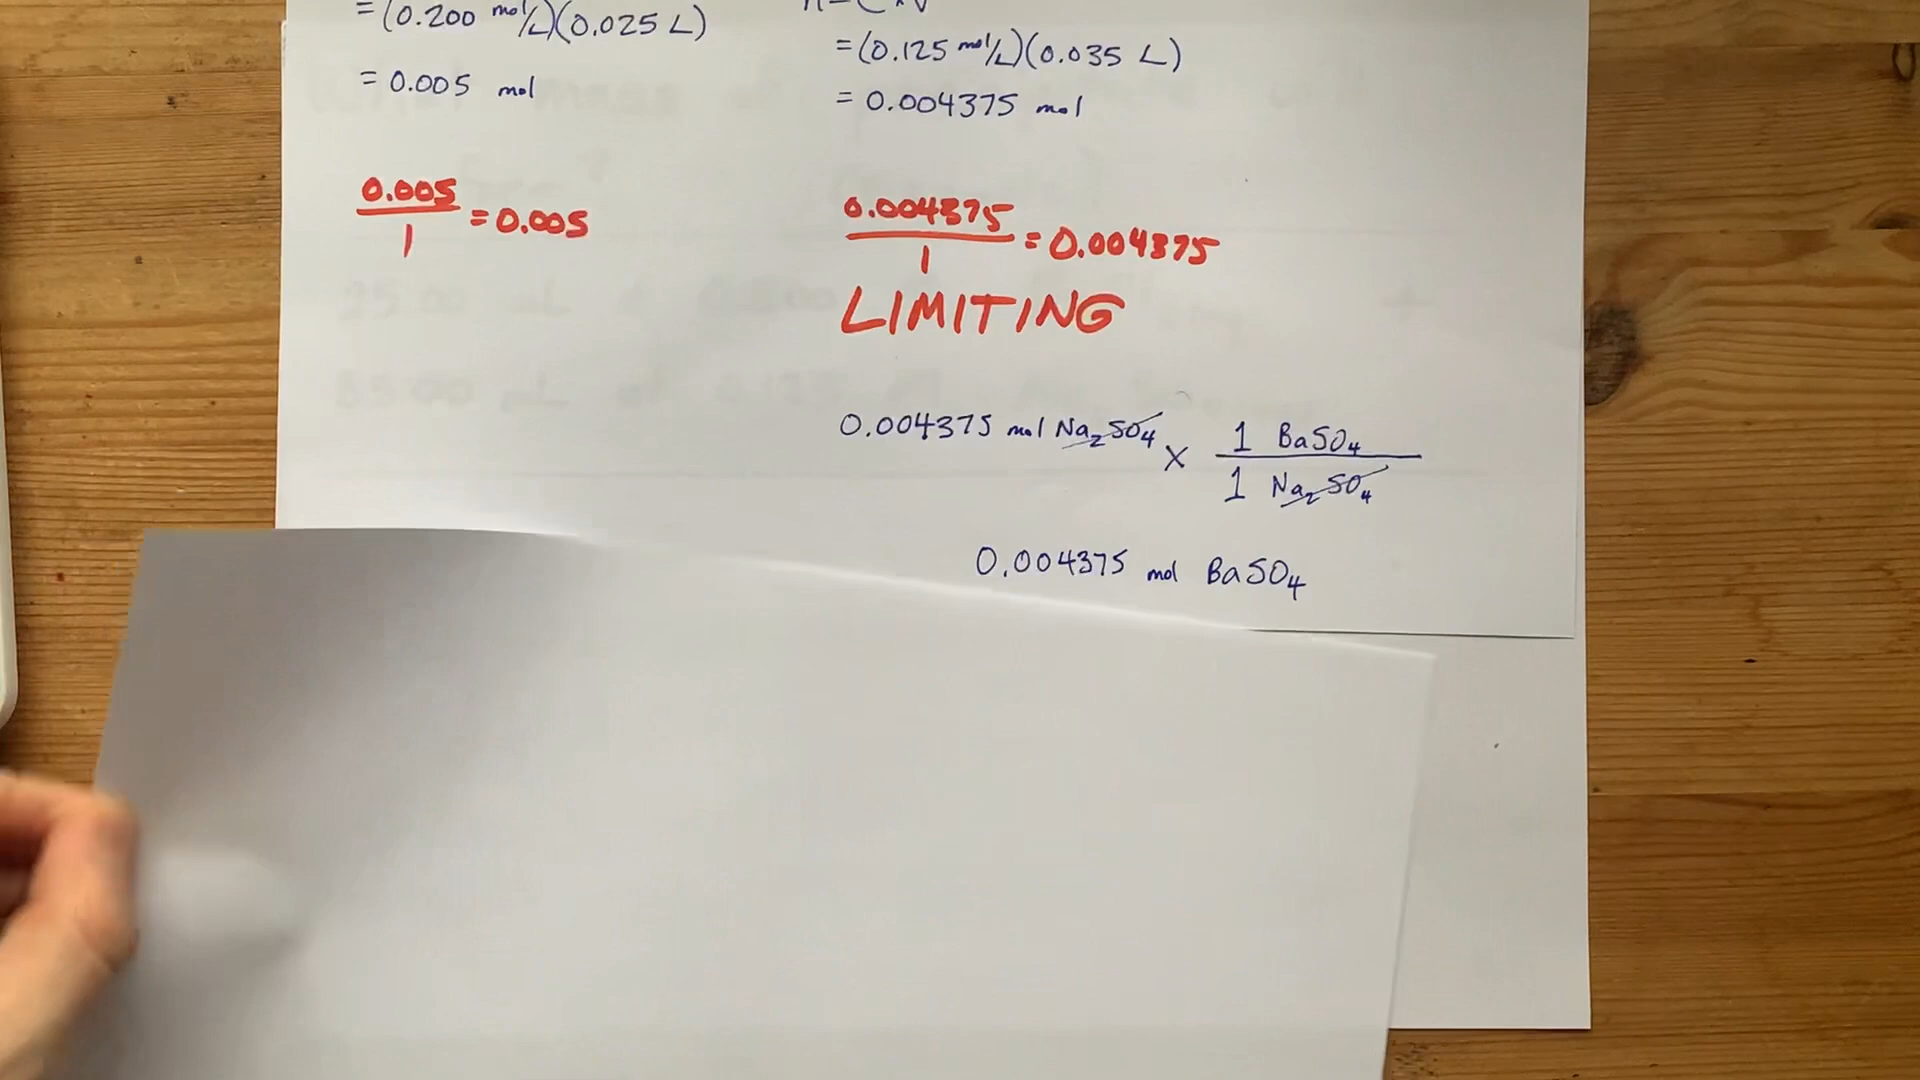 = (0.200 mol/L)(0.025 L)
= 0.005 mol
0.005
1
= 0.005
n = C × V
= (0.125 mol/L)(0.035 L)
= 0.004375 mol
0.004375
1
= 0.004375
LIMITING
0.004375 mol Na₂SO₄ × 1 BaSO₄
1 Na₂SO₄
0.004375 mol BaSO₄